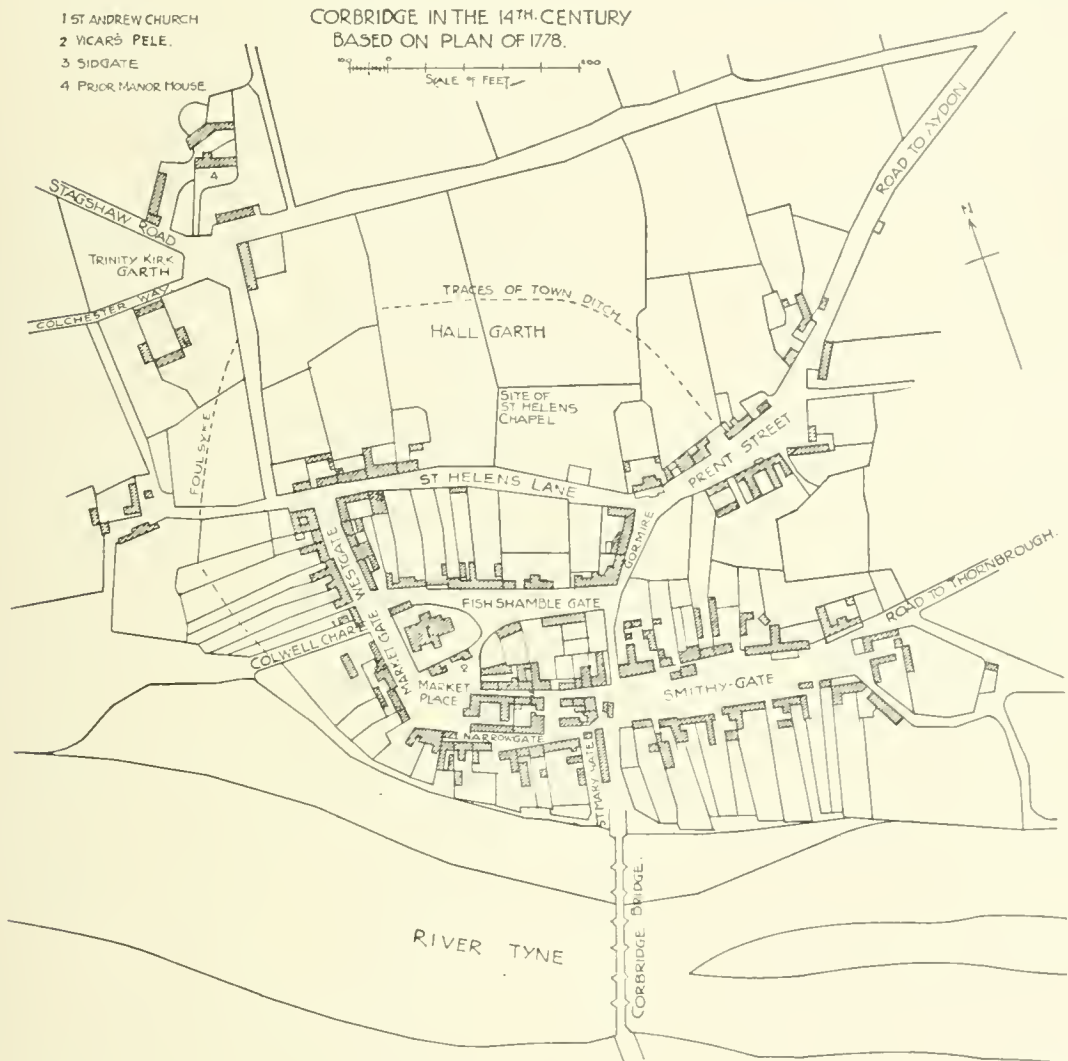 CORBRIDGE IN THE 14TH. CENTURY
BASED ON PLAN OF 1778.
SCALE OF FEET
1 ST ANDREW CHURCH
2 VICARS PELE.
3 SIDGATE
4 PRIOR MANOR HOUSE
4
STAGSHAW ROAD
TRINITY KIRK
GARTH
COLCHESTER WAY
FOULSYKE
ROAD TO AYDON
N
TRACES OF TOWN DITCH
HALL GARTH
SITE OF
ST HELENS
CHAPEL
ST HELENS LANE
PRENT STREET
GORMIRE
WESTGATE
FISH SHAMBLE GATE
ROAD TO THORNBROUGH.
COLWELL CHARE
MARKET GATE
2
MARKET
PLACE
SMITHY-GATE
NARROWGATE
ST MARY GATE
CORBRIDGE BRIDGE.
RIVER TYNE